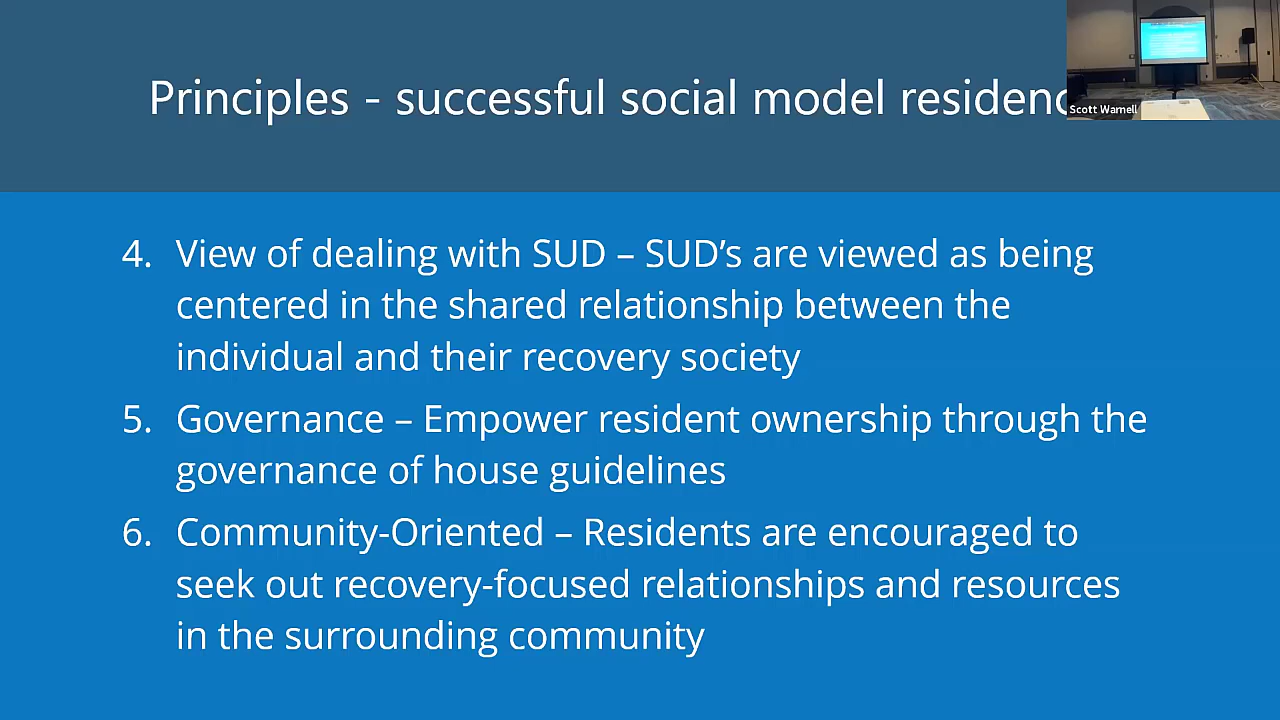 Principles - successful social model
Scott Warnell
4. View of dealing with SUD – SUD’s are viewed as being
centered in the shared relationship between the
individual and their recovery society
5. Governance – Empower resident ownership through the
governance of house guidelines
6. Community-Oriented – Residents are encouraged to
seek out recovery-focused relationships and resources
in the surrounding community